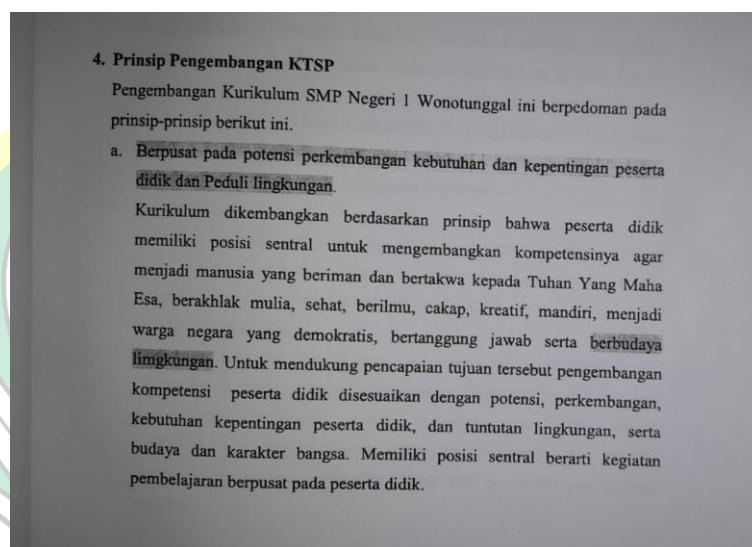 4. Prinsip Pengembangan KTSP
Pengembangan Kurikulum SMP Negeri 1 Wonotunggal ini berpedoman pada
prinsip-prinsip berikut ini.
a. Berpusat pada potensi perkembangan kebutuhan dan kepentingan peserta
didik dan Peduli lingkungan.
Kurikulum dikembangkan berdasarkan prinsip bahwa peserta didik
memiliki posisi sentral untuk mengembangkan kompetensinya agar
menjadi manusia yang beriman dan bertakwa kepada Tuhan Yang Maha
Esa, berakhlak mulia, sehat, berilmu, cakap, kreatif, mandiri, menjadi
warga negara yang demokratis, bertanggung jawab serta berbudaya
limgkungan. Untuk mendukung pencapaian tujuan tersebut pengembangan
kompetensi peserta didik disesuaikan dengan potensi, perkembangan,
kebutuhan kepentingan peserta didik, dan tuntutan lingkungan, serta
budaya dan karakter bangsa. Memiliki posisi sentral berarti kegiatan
pembelajaran berpusat pada peserta didik.